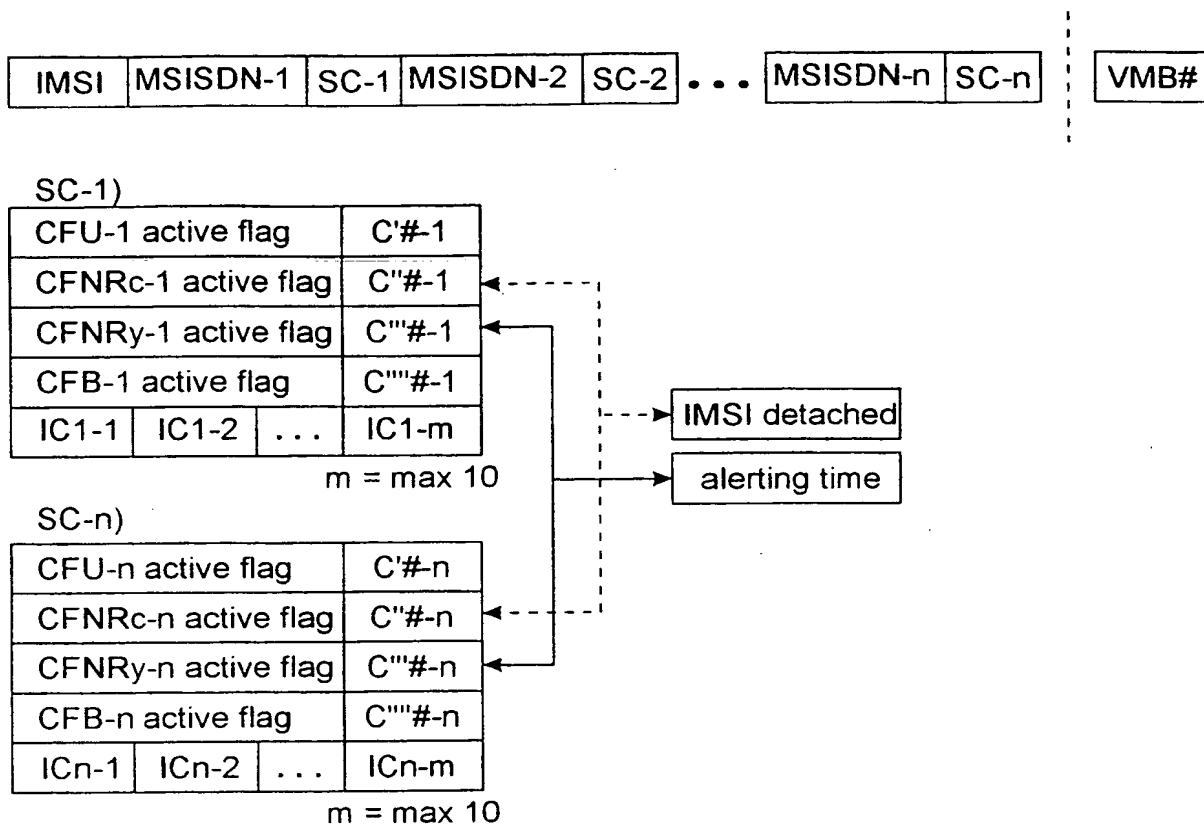 IMSI MSISDN-1 SC-1 MSISDN-2 SC-2 ... MSISDN-n SC-n VMB#
SC-1)
CFU-1 active flag C'#-1
CFNRc-1 active flag C"#-1
CFNRy-1 active flag C'"#-1
CFB-1 active flag C""#-1
IC1-1 IC1-2 ... IC1-m
m = max 10
IMSI detached
alerting time
SC-n)
CFU-n active flag C'#-n
CFNRc-n active flag C"#-n
CFNRy-n active flag C'"#-n
CFB-n active flag C""#-n
ICn-1 ICn-2 ... ICn-m
m = max 10